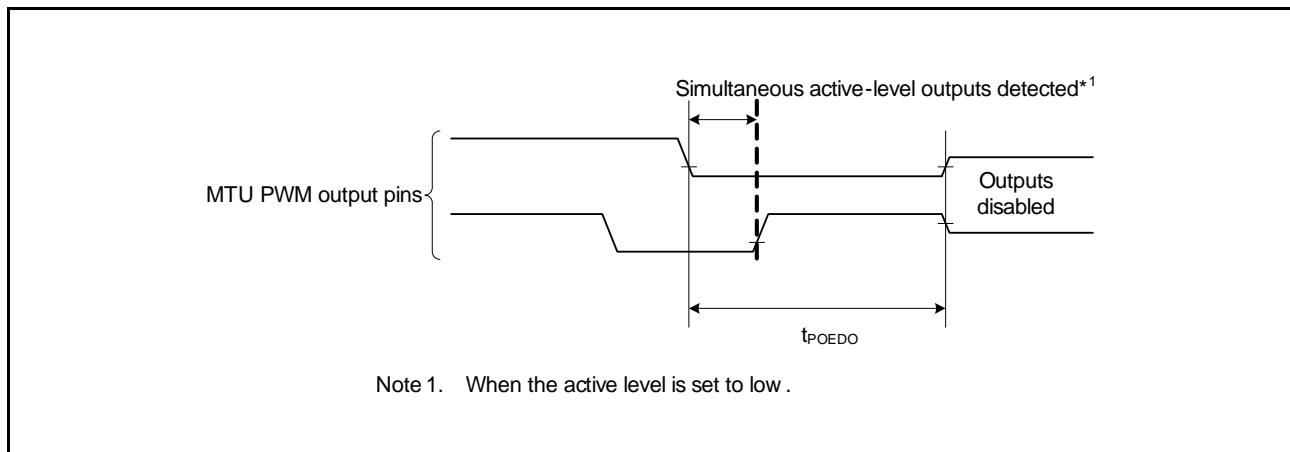 Simultaneous active-level outputs detected*1
MTU PWM output pins
Outputs
disabled
tPOEDO
Note 1. When the active level is set to low .